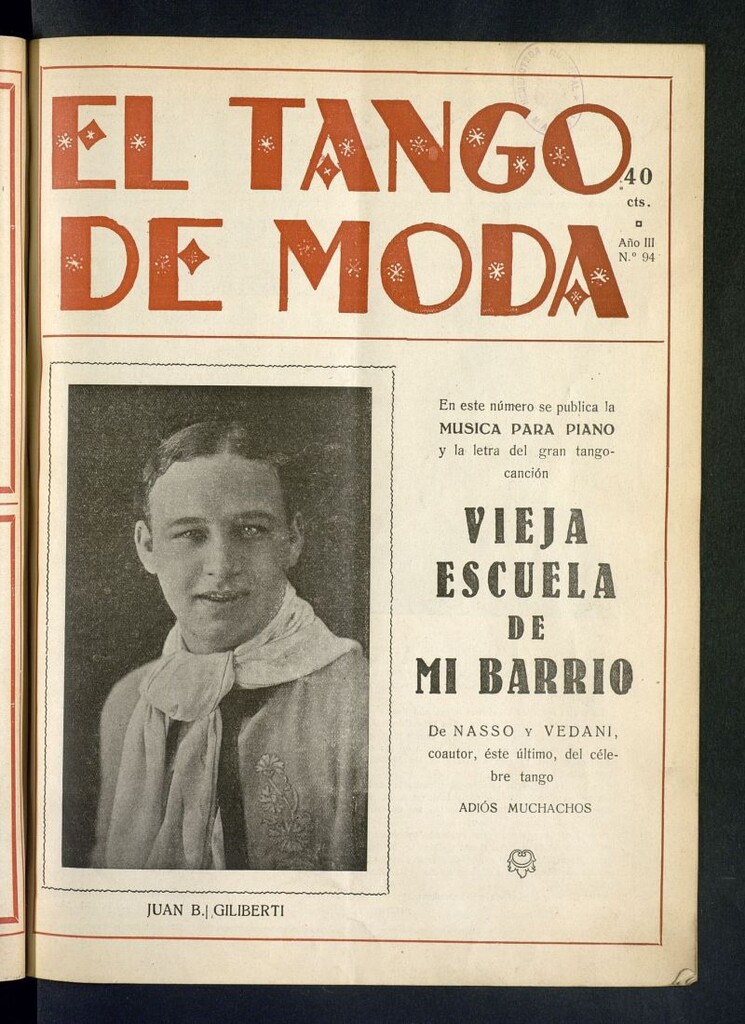 EL TANGO
DE MODA
40
cts.
Año III
N.º 94
En este número se publica la
MUSICA PARA PIANO
y la letra del gran tango-
canción
VIEJA
ESCUELA
DE
MI BARRIO
De NASSO Y VEDANI,
coautor, éste último, del céle-
bre tango
ADIÓS MUCHACHOS
JUAN B. GILIBERTI